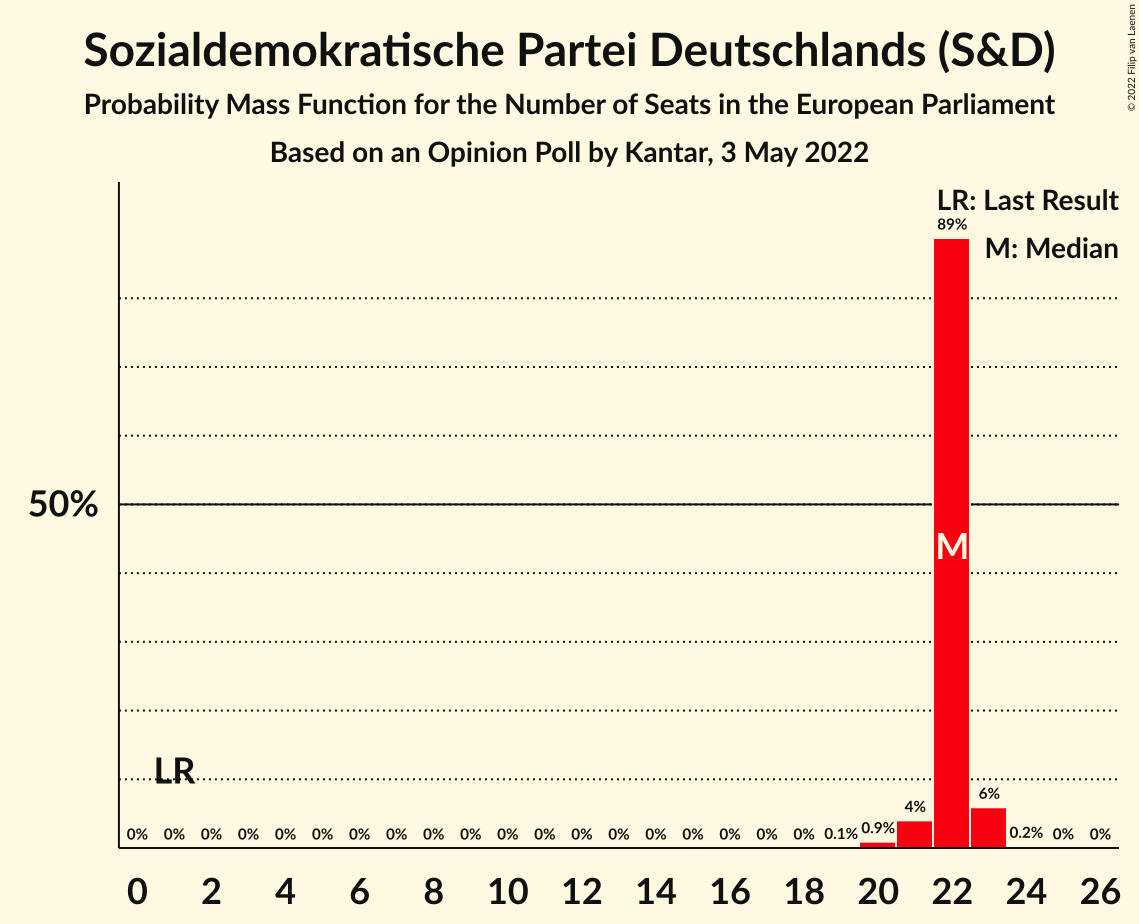 Sozialdemokratische Partei Deutschlands (S&D)
Probability Mass Function for the Number of Seats in the European Parliament
Based on an Opinion Poll by Kantar, 3 May 2022
© 2022 Filip van Laenen
LR: Last Result
M: Median
89%
50%
M
LR
0% 0% 0% 0% 0% 0% 0% 0% 0% 0% 0% 0% 0% 0% 0% 0% 0% 0% 0% 0.1% 0.9% 4% 6% 0.2% 0% 0%
0 2 4 6 8 10 12 14 16 18 20 22 24 26